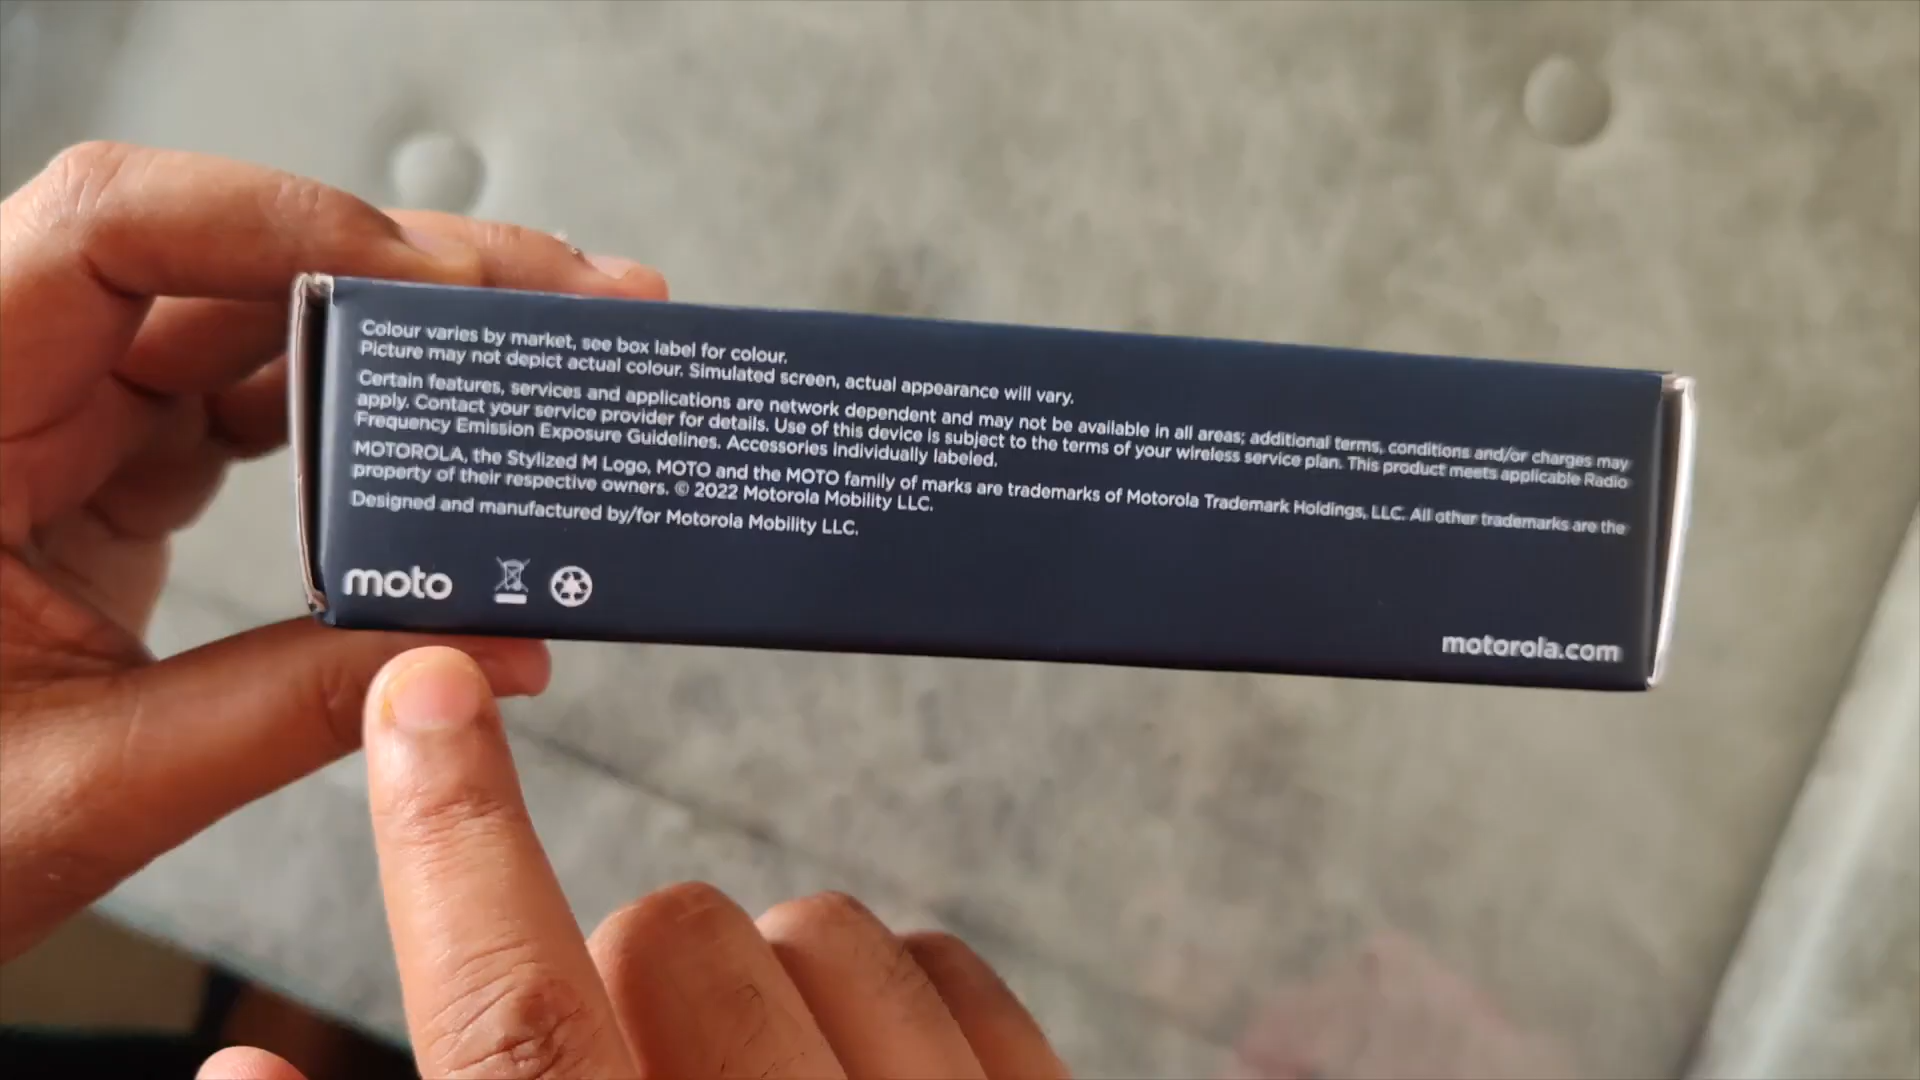 Colour varies by market, see box label for colour.
Picture may not depict actual colour. Simulated screen, actual appearance will vary.
Certain features, services and applications are network dependent and may not be available in all areas; additional terms, conditions and/or charges may
apply. Contact your service provider for details. Use of this device is subject to the terms of your wireless service plan. This product meets applicable Radio
Frequency Emission Exposure Guidelines. Accessories individually labeled.
MOTOROLA, the Stylized M Logo, MOTO and the MOTO family of marks are trademarks of Motorola Trademark Holdings, LLC. All other trademarks are the
property of their respective owners. © 2022 Motorola Mobility LLC.
Designed and manufactured by/for Motorola Mobility LLC.
moto
motorola.com